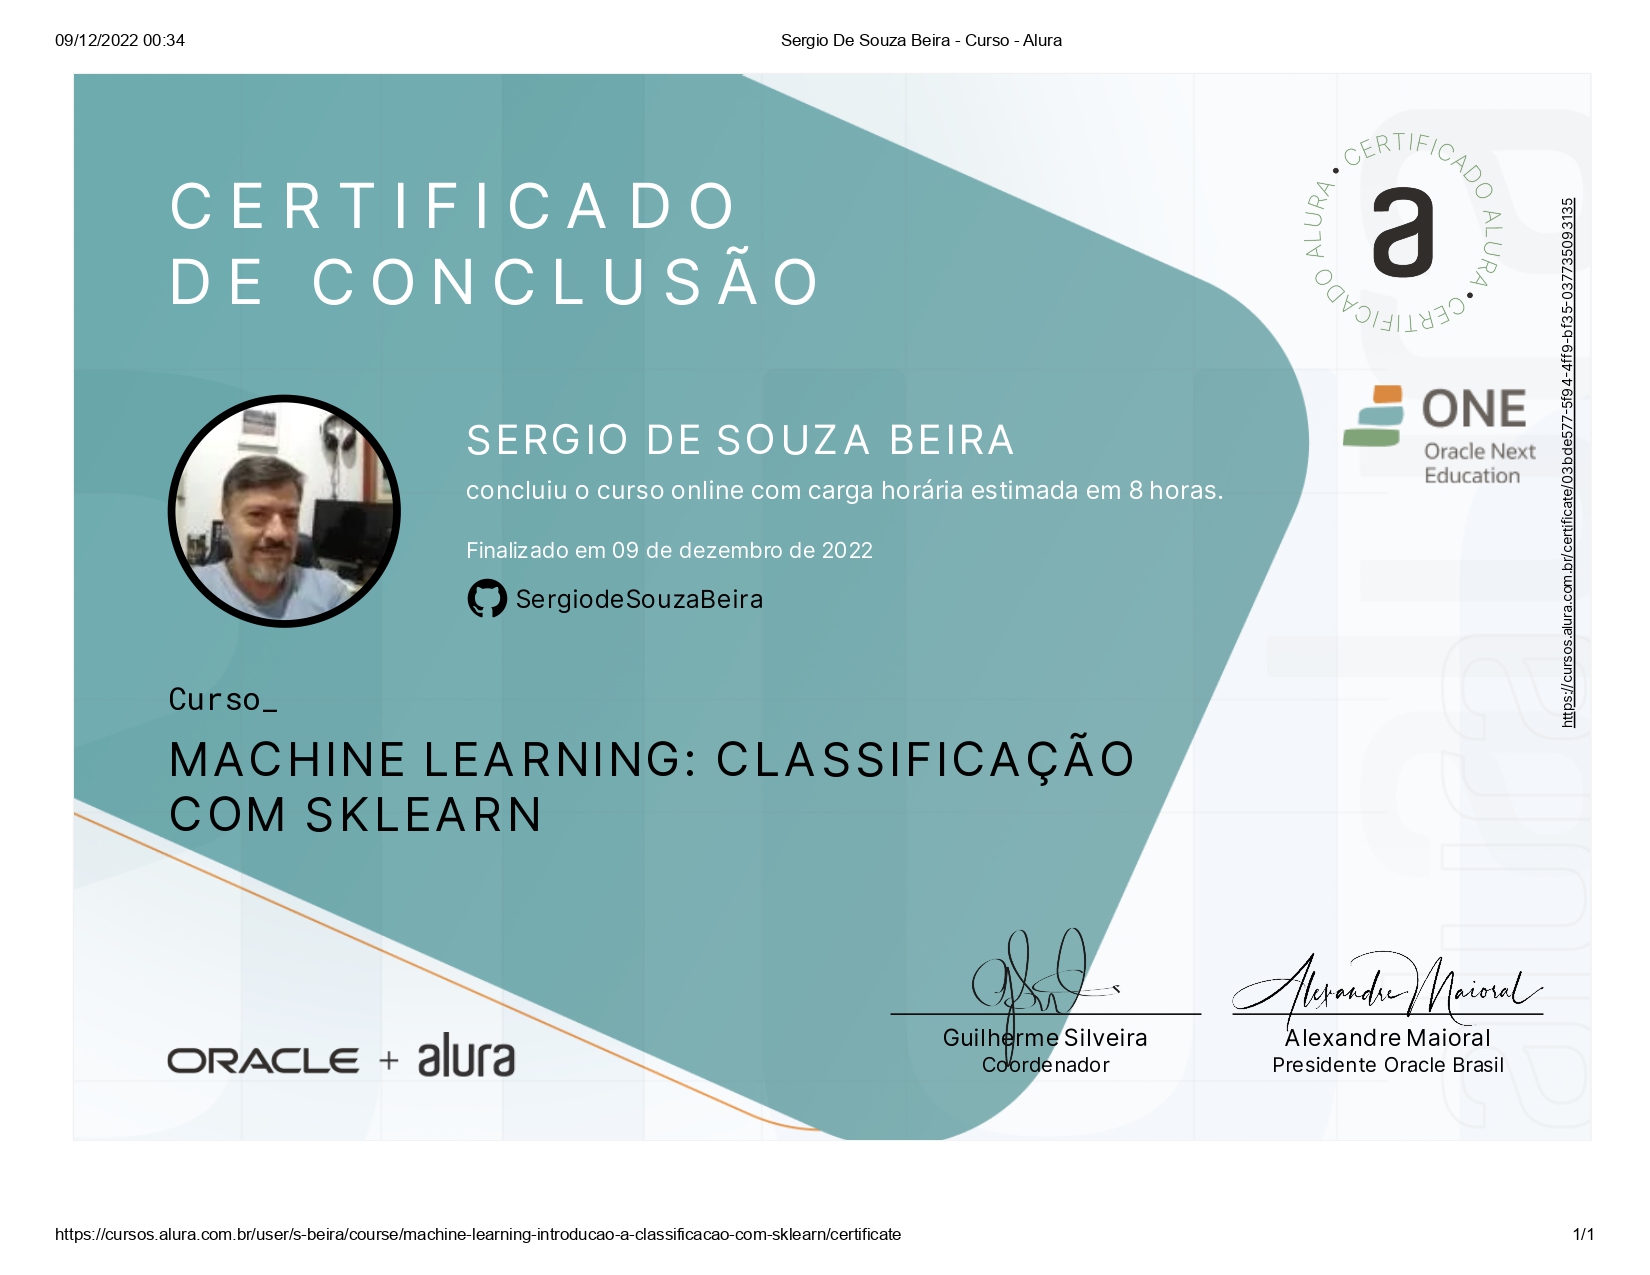 09/12/2022 00:34
Sergio De Souza Beira - Curso - Alura
CERTIFICADO
DE CONCLUSÃO
• CERTIFICADO ALURA • CERTIFICADO ALURA
a
ONE
Oracle Next
Education
https://cursos.alura.com.br/certificate/03bde577-5f94-4ff9-bf35-037735093135
SERGIO DE SOUZA BEIRA
concluiu o curso online com carga horária estimada em 8 horas.
Finalizado em 09 de dezembro de 2022
SergiodeSouzaBeira
Curso_
MACHINE LEARNING: CLASSIFICAÇÃO
COM SKLEARN
alura
ORACLE + alura
Alexandre Maioral
Guilherme Silveira
Coordenador
Alexandre Maioral
Presidente Oracle Brasil
https://cursos.alura.com.br/user/s-beira/course/machine-learning-introducao-a-classificacao-com-sklearn/certificate
1/1